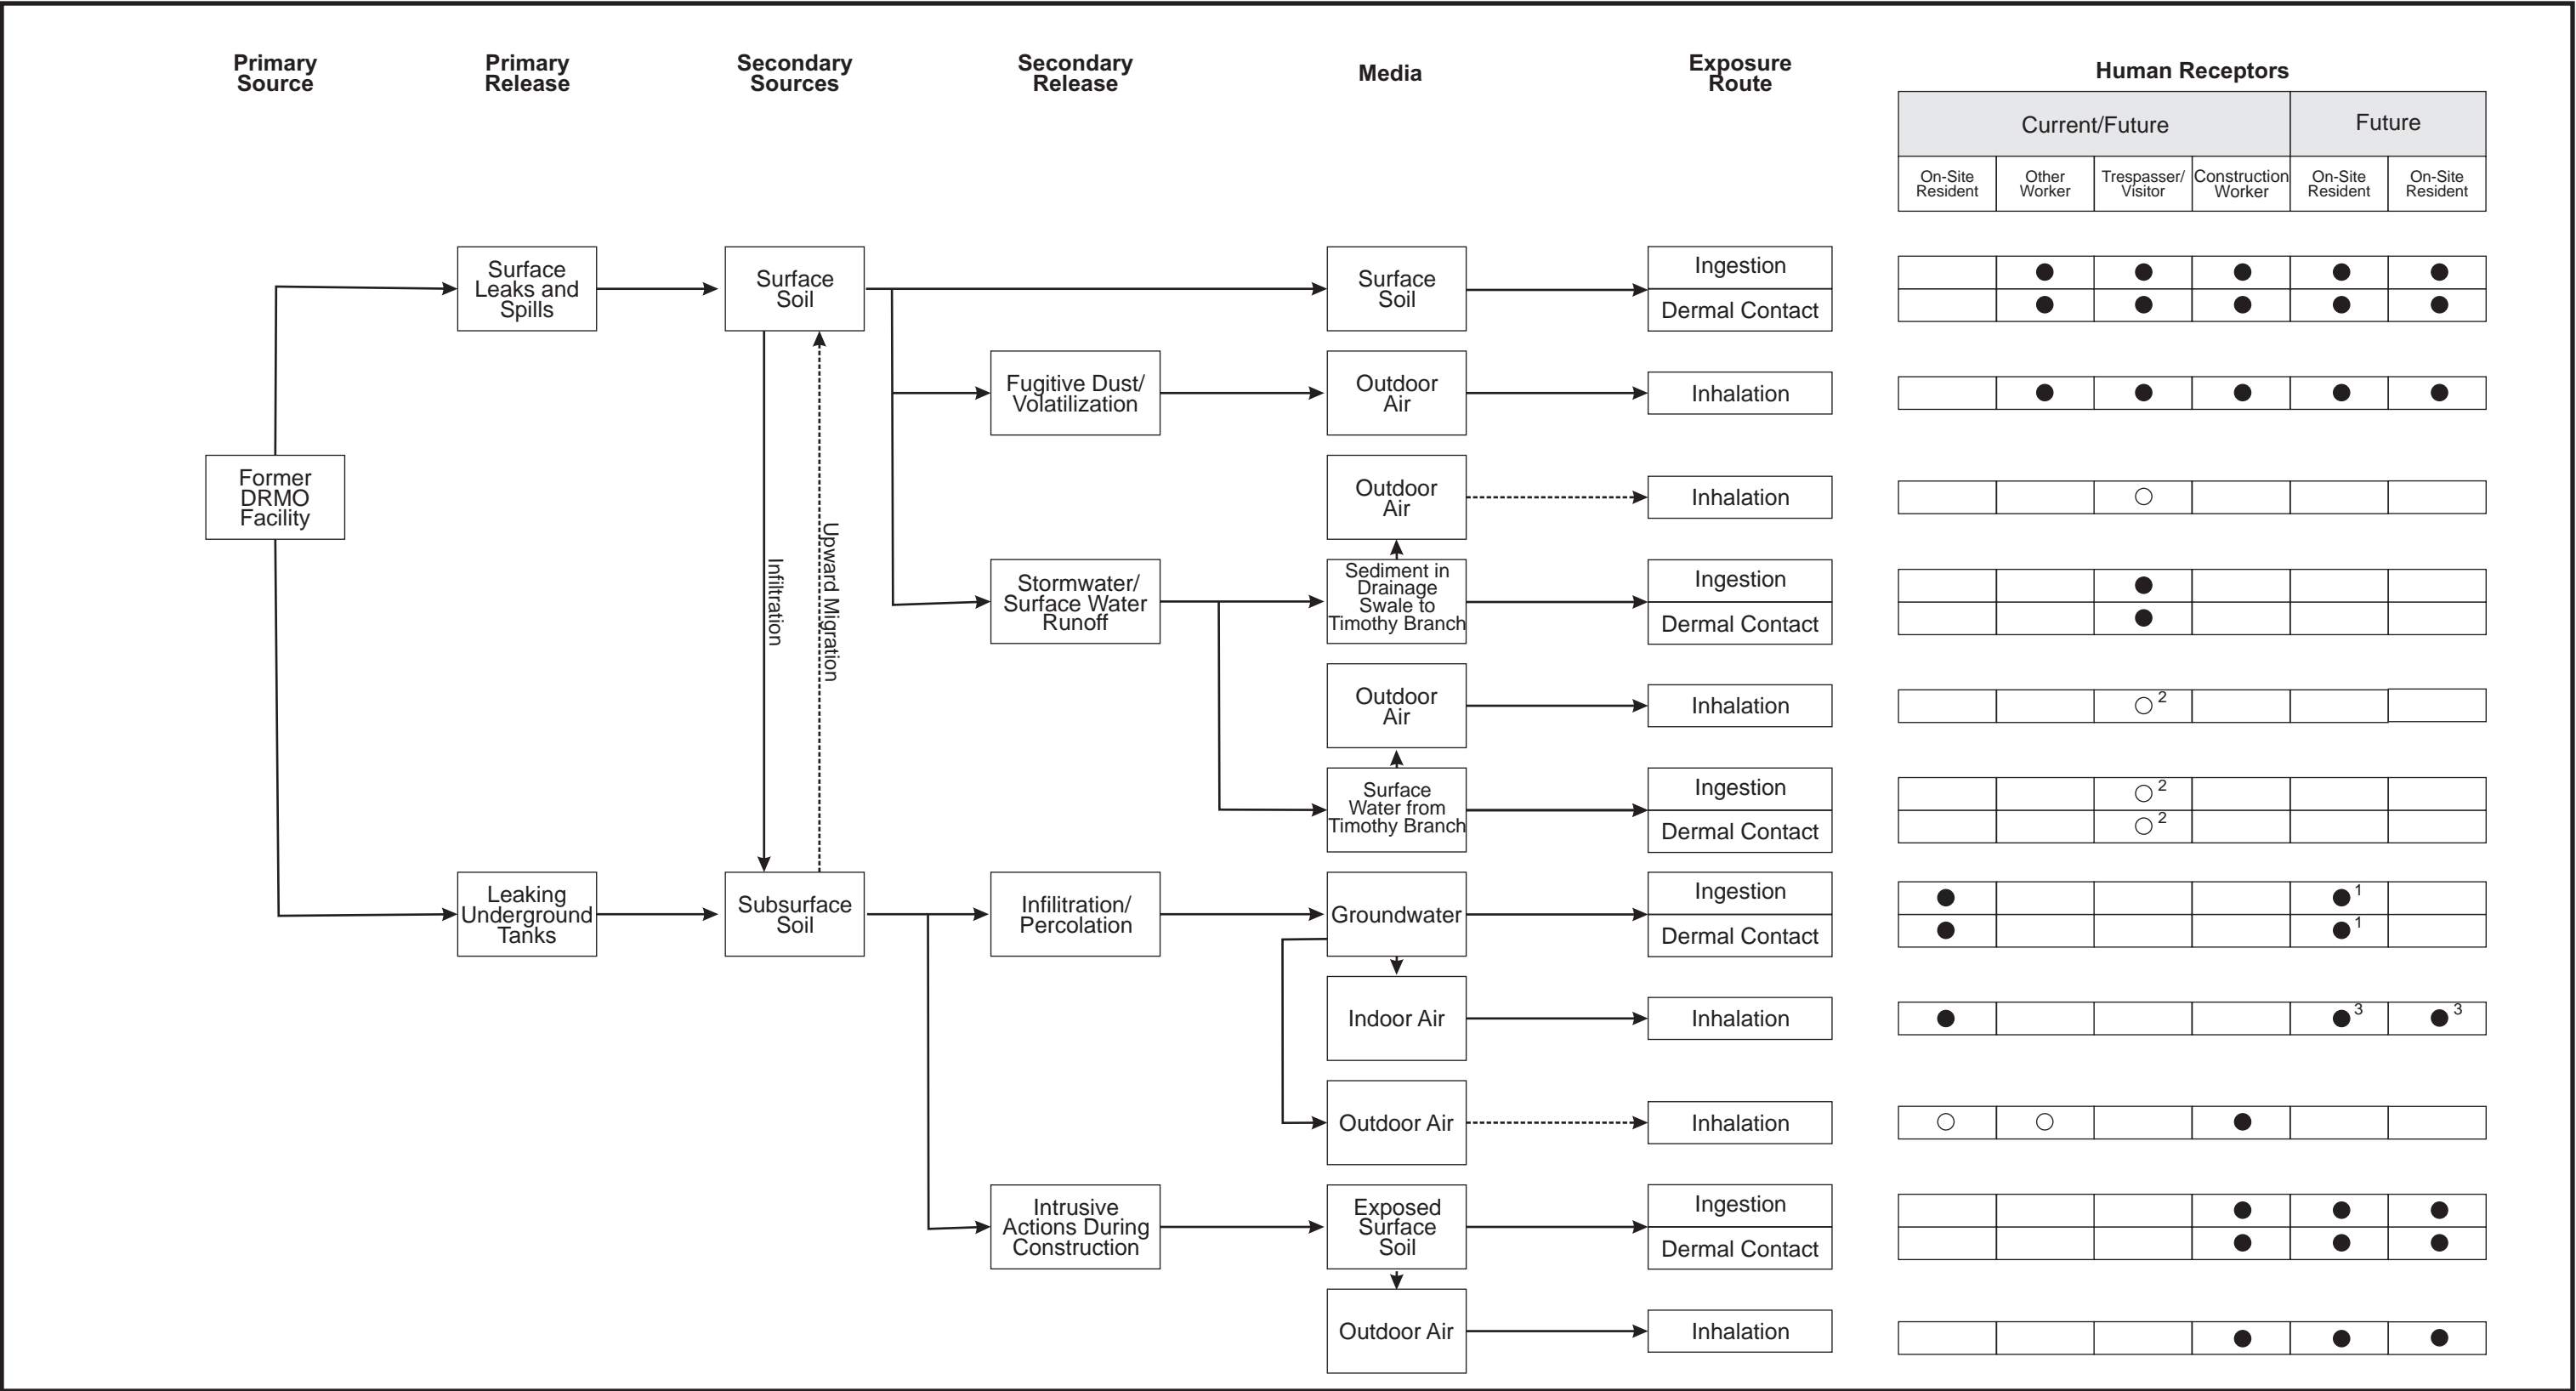 Primary
Source
Primary
Release
Secondary
Sources
Secondary
Release
Media
Exposure
Route
Human Receptors
Current/Future
Future
On-Site
Resident
Other
Worker
Trespasser/
Visitor
Construction
Worker
On-Site
Resident
On-Site
Resident
Surface
Leaks and
Spills
Surface
Soil
Surface
Soil
Ingestion
Dermal Contact
Fugitive Dust/
Volatilization
Outdoor
Air
Inhalation
Former
DRMO
Facility
Outdoor
Air
Inhalation
Infiltration
Upward Migration
Stormwater/
Surface Water
Runoff
Sediment in
Drainage
Swale to
Timothy Branch
Ingestion
Dermal Contact
Outdoor
Air
Inhalation
2
Surface
Water from
Timothy Branch
Ingestion
Dermal Contact
2
2
Leaking
Underground
Tanks
Subsurface
Soil
Infilitration/
Percolation
Groundwater
Ingestion
Dermal Contact
1
1
Indoor Air
Inhalation
3
3
Outdoor Air
Inhalation
Intrusive
Actions During
Construction
Exposed
Surface
Soil
Ingestion
Dermal Contact
Outdoor Air
Inhalation